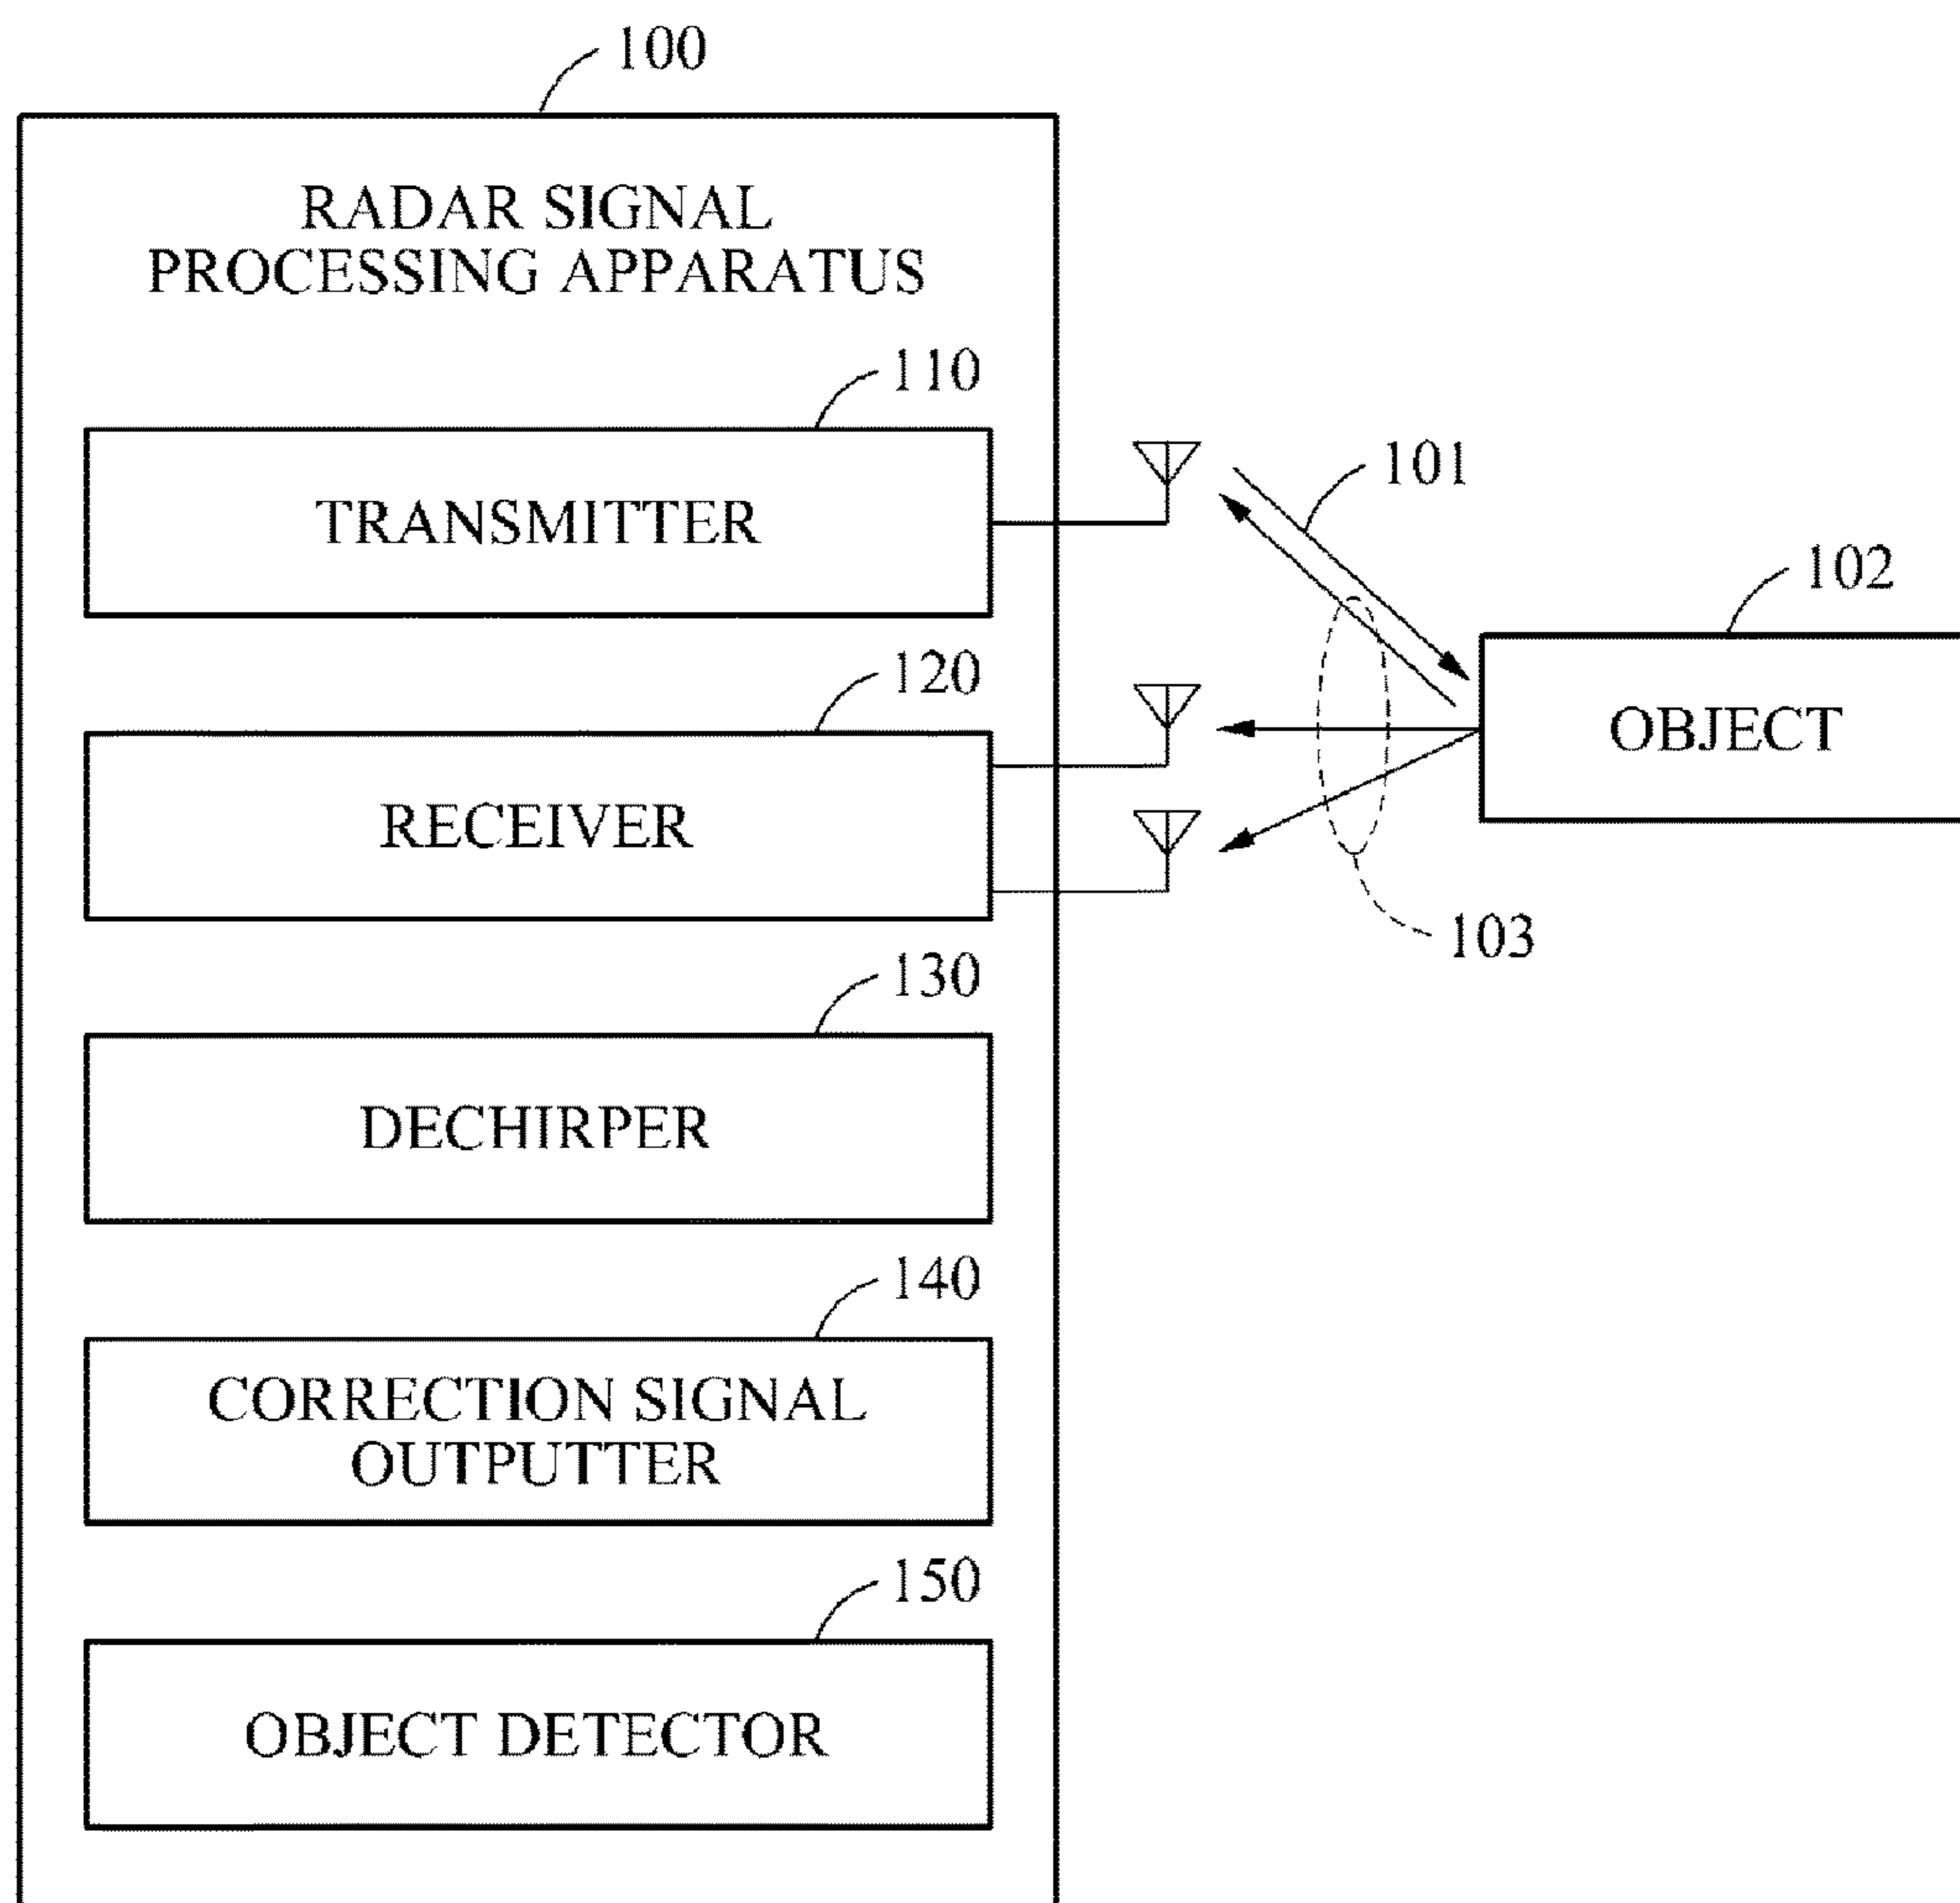 100
RADAR SIGNAL
PROCESSING APPARATUS
110
TRANSMITTER
101
102
OBJECT
120
RECEIVER
103
130
DECHIRPER
140
CORRECTION SIGNAL
OUTPUTTER
150
OBJECT DETECTOR